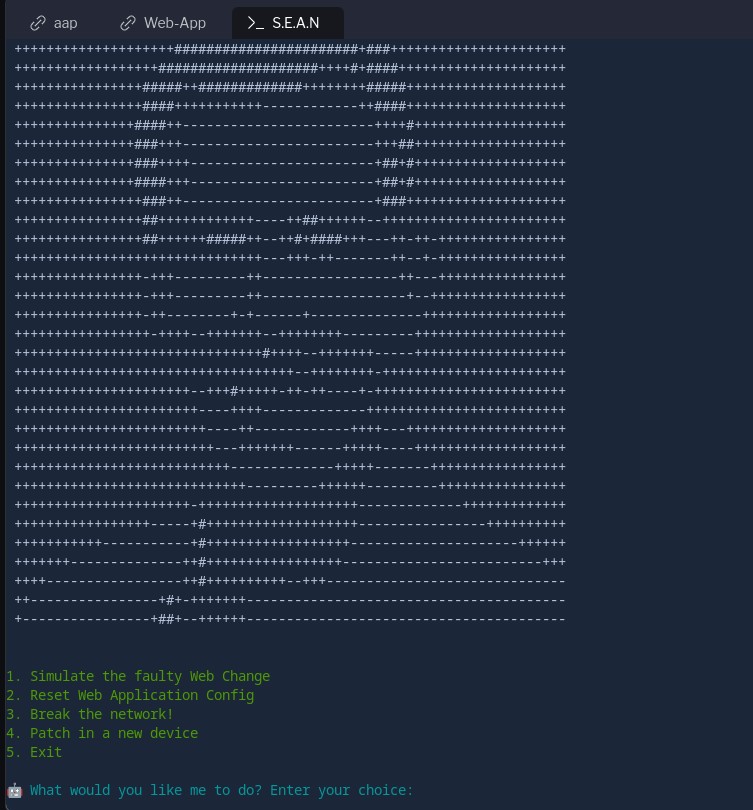 aap
Web-App
>_ S.E.A.N
1. Simulate the faulty Web Change
2. Reset Web Application Config
3. Break the network!
4. Patch in a new device
5. Exit
🤖 What would you like me to do? Enter your choice: